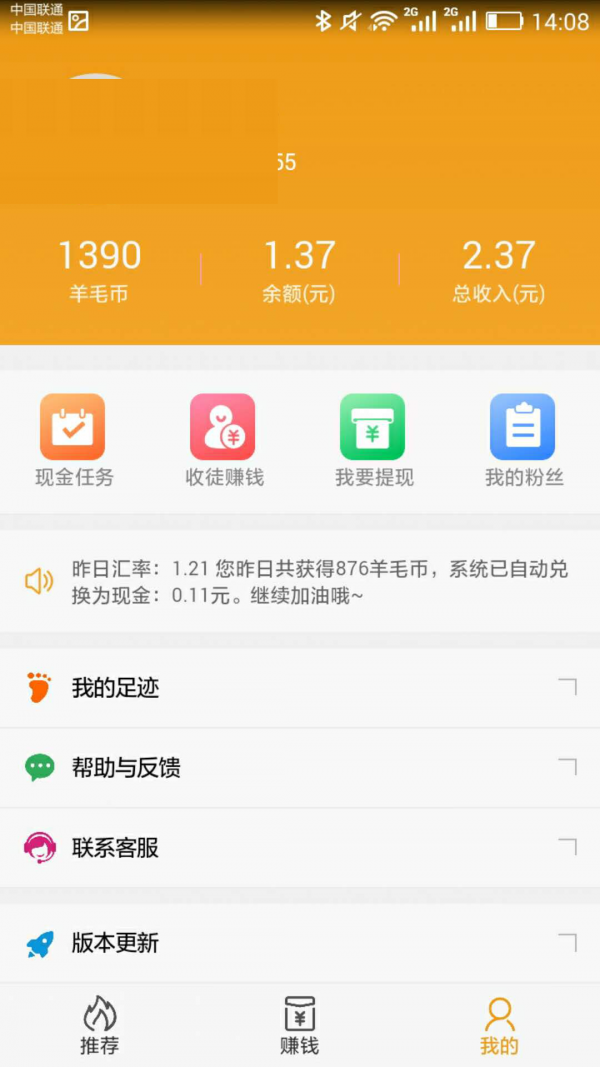 中国联通
中国联通
2G 2G 14:08
55
1390 1.37 2.37
羊毛币 余额(元) 总收入(元)
现金任务 收徒赚钱 我要提现 我的粉丝
昨日汇率：1.21 您昨日共获得876羊毛币，系统已自动兑
换为现金：0.11元。继续加油哦~
我的足迹
帮助与反馈
联系客服
版本更新
推荐 赚钱 我的